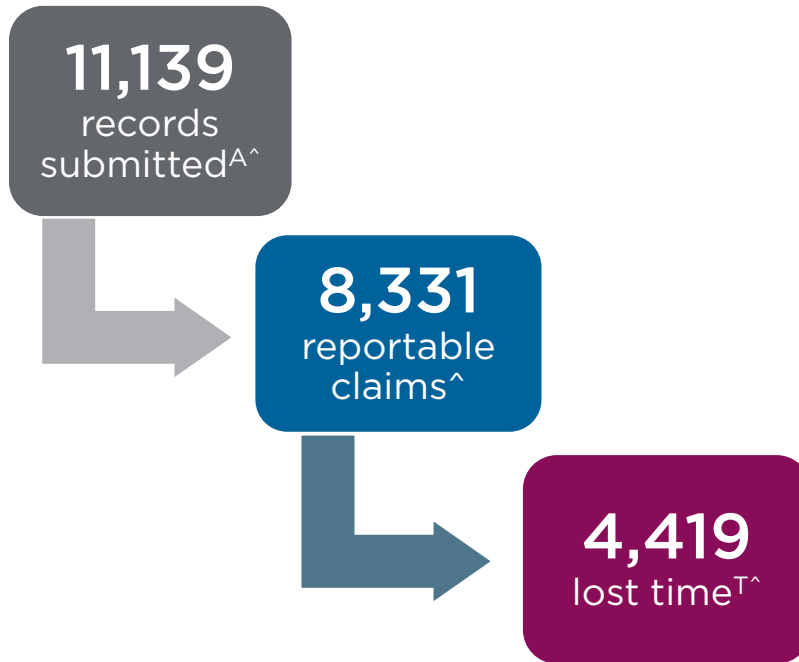 11,139
records
submittedᴬ^
8,331
reportable
claims^
4,419
lost timeᵀ^